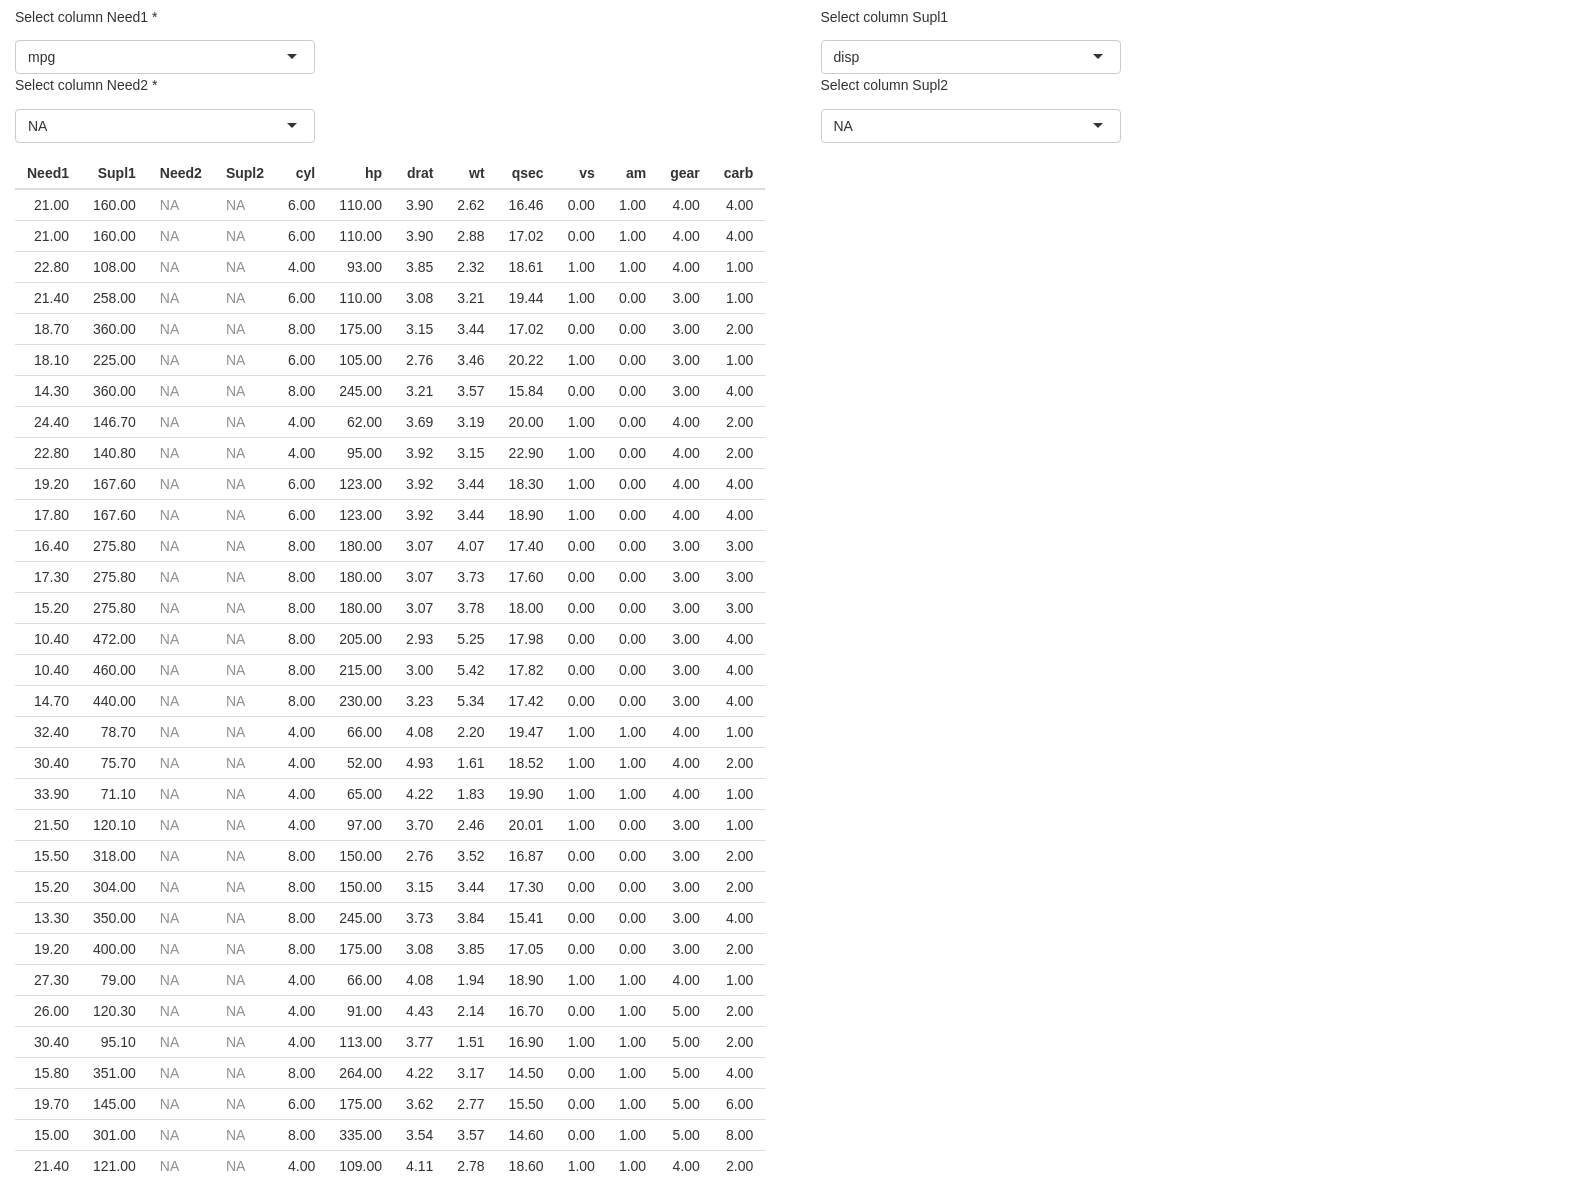 Select column Need1 * Select column Supl1
mpg disp
Select column Need2 * Select column Supl2
NA NA
Need1 Supl1 Need2 Supl2 cyl hp drat wt qsec vs am gear carb
21.00 160.00 NA NA 6.00 110.00 3.90 2.62 16.46 0.00 1.00 4.00 4.00
21.00 160.00 NA NA 6.00 110.00 3.90 2.88 17.02 0.00 1.00 4.00 4.00
22.80 108.00 NA NA 4.00 93.00 3.85 2.32 18.61 1.00 1.00 4.00 1.00
21.40 258.00 NA NA 6.00 110.00 3.08 3.21 19.44 1.00 0.00 3.00 1.00
18.70 360.00 NA NA 8.00 175.00 3.15 3.44 17.02 0.00 0.00 3.00 2.00
18.10 225.00 NA NA 6.00 105.00 2.76 3.46 20.22 1.00 0.00 3.00 1.00
14.30 360.00 NA NA 8.00 245.00 3.21 3.57 15.84 0.00 0.00 3.00 4.00
24.40 146.70 NA NA 4.00 62.00 3.69 3.19 20.00 1.00 0.00 4.00 2.00
22.80 140.80 NA NA 4.00 95.00 3.92 3.15 22.90 1.00 0.00 4.00 2.00
19.20 167.60 NA NA 6.00 123.00 3.92 3.44 18.30 1.00 0.00 4.00 4.00
17.80 167.60 NA NA 6.00 123.00 3.92 3.44 18.90 1.00 0.00 4.00 4.00
16.40 275.80 NA NA 8.00 180.00 3.07 4.07 17.40 0.00 0.00 3.00 3.00
17.30 275.80 NA NA 8.00 180.00 3.07 3.73 17.60 0.00 0.00 3.00 3.00
15.20 275.80 NA NA 8.00 180.00 3.07 3.78 18.00 0.00 0.00 3.00 3.00
10.40 472.00 NA NA 8.00 205.00 2.93 5.25 17.98 0.00 0.00 3.00 4.00
10.40 460.00 NA NA 8.00 215.00 3.00 5.42 17.82 0.00 0.00 3.00 4.00
14.70 440.00 NA NA 8.00 230.00 3.23 5.34 17.42 0.00 0.00 3.00 4.00
32.40 78.70 NA NA 4.00 66.00 4.08 2.20 19.47 1.00 1.00 4.00 1.00
30.40 75.70 NA NA 4.00 52.00 4.93 1.61 18.52 1.00 1.00 4.00 2.00
33.90 71.10 NA NA 4.00 65.00 4.22 1.83 19.90 1.00 1.00 4.00 1.00
21.50 120.10 NA NA 4.00 97.00 3.70 2.46 20.01 1.00 0.00 3.00 1.00
15.50 318.00 NA NA 8.00 150.00 2.76 3.52 16.87 0.00 0.00 3.00 2.00
15.20 304.00 NA NA 8.00 150.00 3.15 3.44 17.30 0.00 0.00 3.00 2.00
13.30 350.00 NA NA 8.00 245.00 3.73 3.84 15.41 0.00 0.00 3.00 4.00
19.20 400.00 NA NA 8.00 175.00 3.08 3.85 17.05 0.00 0.00 3.00 2.00
27.30 79.00 NA NA 4.00 66.00 4.08 1.94 18.90 1.00 1.00 4.00 1.00
26.00 120.30 NA NA 4.00 91.00 4.43 2.14 16.70 0.00 1.00 5.00 2.00
30.40 95.10 NA NA 4.00 113.00 3.77 1.51 16.90 1.00 1.00 5.00 2.00
15.80 351.00 NA NA 8.00 264.00 4.22 3.17 14.50 0.00 1.00 5.00 4.00
19.70 145.00 NA NA 6.00 175.00 3.62 2.77 15.50 0.00 1.00 5.00 6.00
15.00 301.00 NA NA 8.00 335.00 3.54 3.57 14.60 0.00 1.00 5.00 8.00
21.40 121.00 NA NA 4.00 109.00 4.11 2.78 18.60 1.00 1.00 4.00 2.00